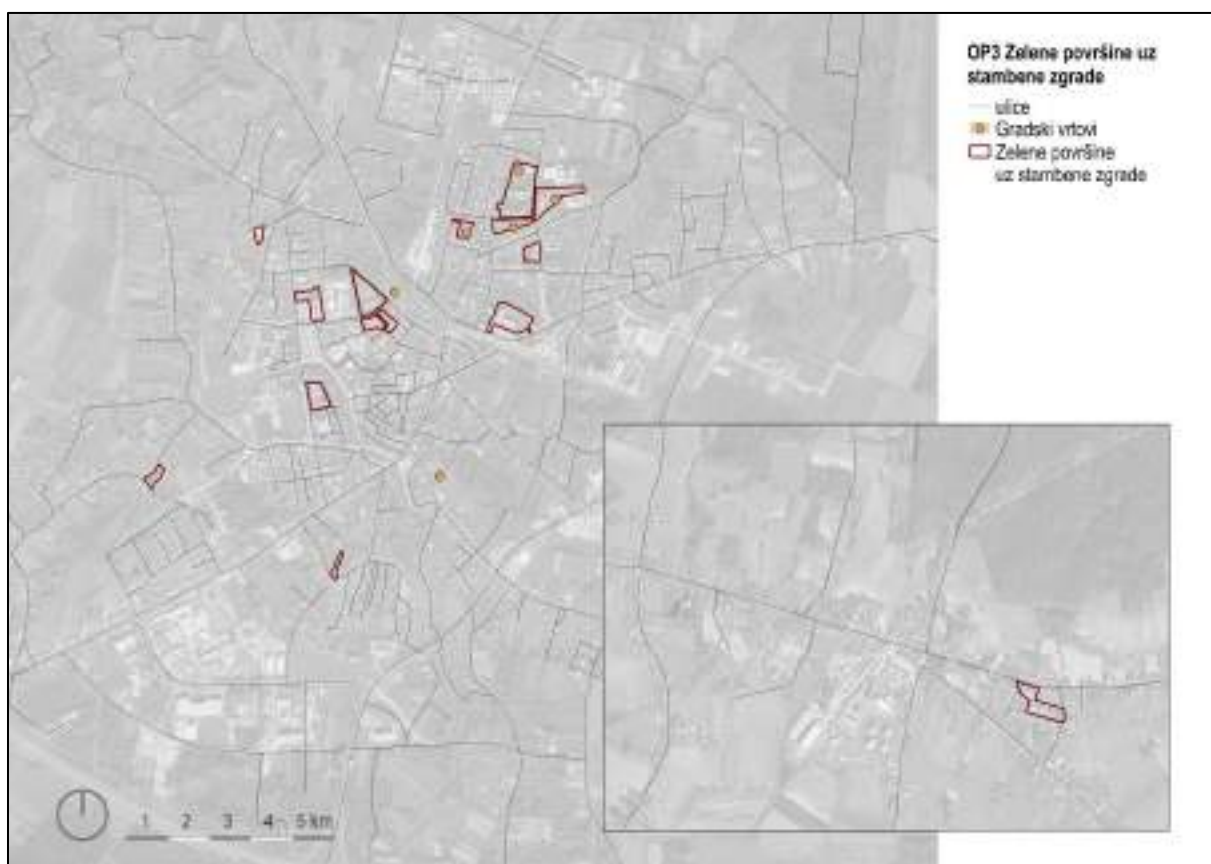 OP3 Zelene površine uz
stambene zgrade
ulice
Gradski vrtovi
Zelene površine
uz stambene zgrade
1 2 3 4 5 km